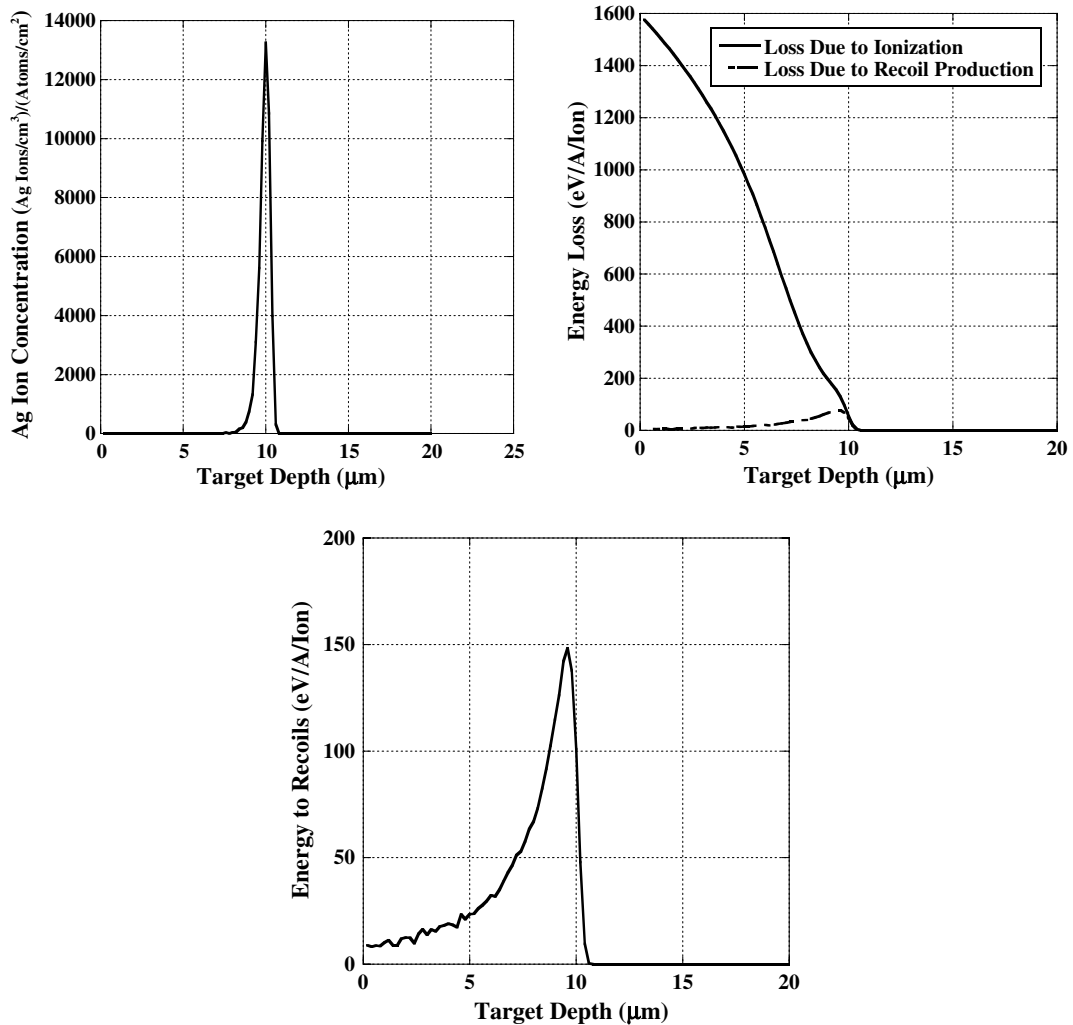 14000
12000
10000
8000
6000
4000
2000
0
0 5 10 15 20 25
Target Depth (μm)
Ag Ion Concentration (Ag Ions/cm³)/(Atoms/cm²)
1600
1400
1200
1000
800
600
400
200
0
0 5 10 15 20
Target Depth (μm)
Energy Loss (eV/A/Ion)
Loss Due to Ionization
Loss Due to Recoil Production
200
150
100
50
0
0 5 10 15 20
Target Depth (μm)
Energy to Recoils (eV/A/Ion)